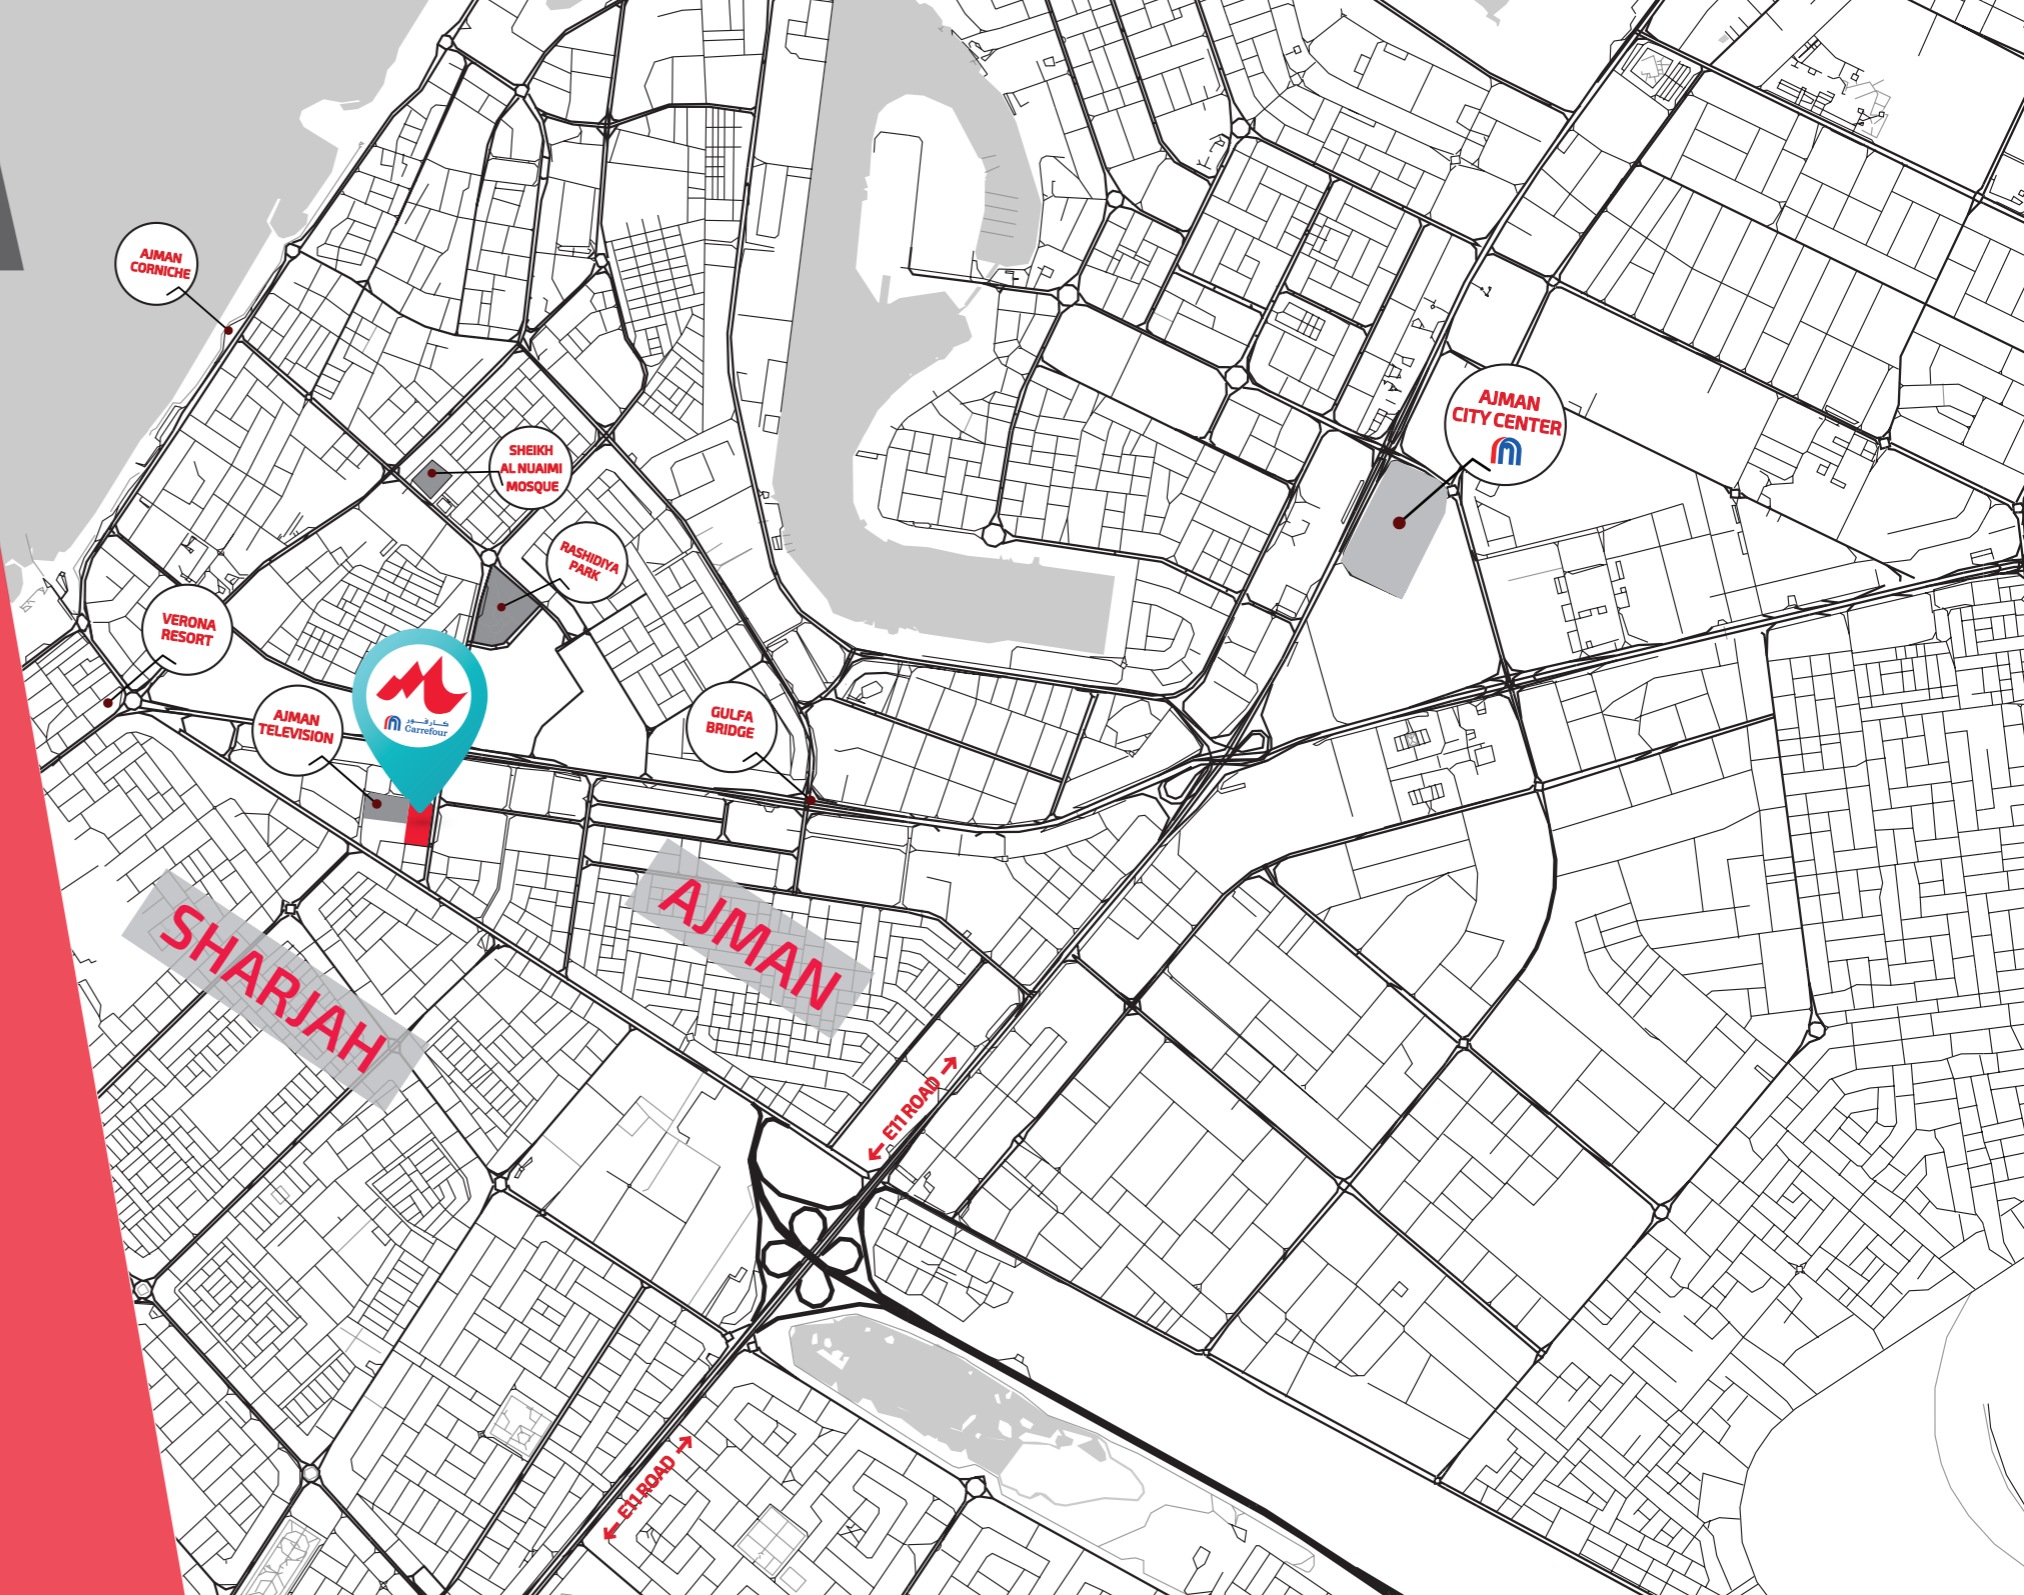 AJMAN
CORNICHE
AJMAN
CITY CENTER
SHEIKH
AL NUAIMI
MOSQUE
RASHIDIYA
PARK
VERONA
RESORT
كارفور
Carrefour
AJMAN
TELEVISION
GULFA
BRIDGE
AJMAN
SHARJAH
E11 ROAD
E11 ROAD